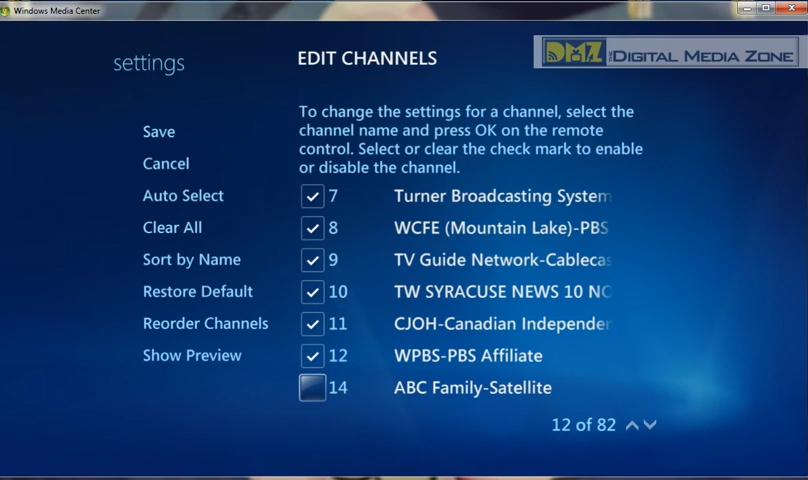 Windows Media Center
settings
EDIT CHANNELS
DMZ THE DIGITAL MEDIA ZONE
To change the settings for a channel, select the
channel name and press OK on the remote
control. Select or clear the check mark to enable
or disable the channel.
Save
Cancel
Auto Select
Clear All
Sort by Name
Restore Default
Reorder Channels
Show Preview
7 Turner Broadcasting System
8 WCFE (Mountain Lake)-PBS
9 TV Guide Network-Cablecas
10 TW SYRACUSE NEWS 10 NO
11 CJOH-Canadian Independen
12 WPBS-PBS Affiliate
14 ABC Family-Satellite
12 of 82